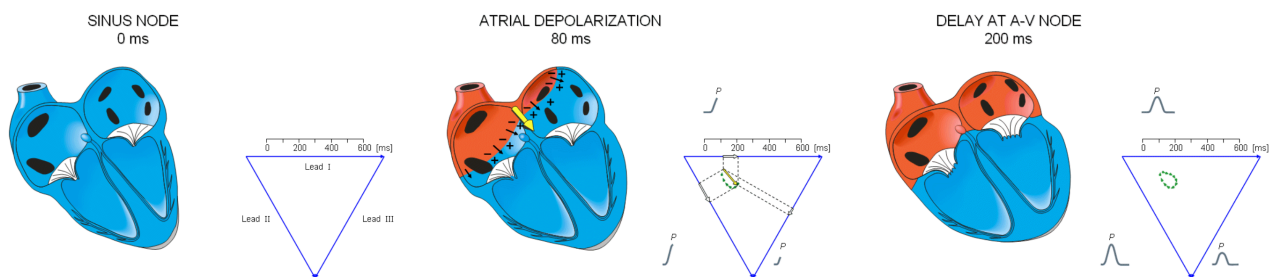 SINUS NODE
0 ms
0 200 400 600 [ms]
Lead I
Lead II
Lead III
ATRIAL DEPOLARIZATION
80 ms
− + − + − + − + − + − + − +
P
0 200 400 600 [ms]
P
P
DELAY AT A-V NODE
200 ms
P
0 200 400 600 [ms]
P
P